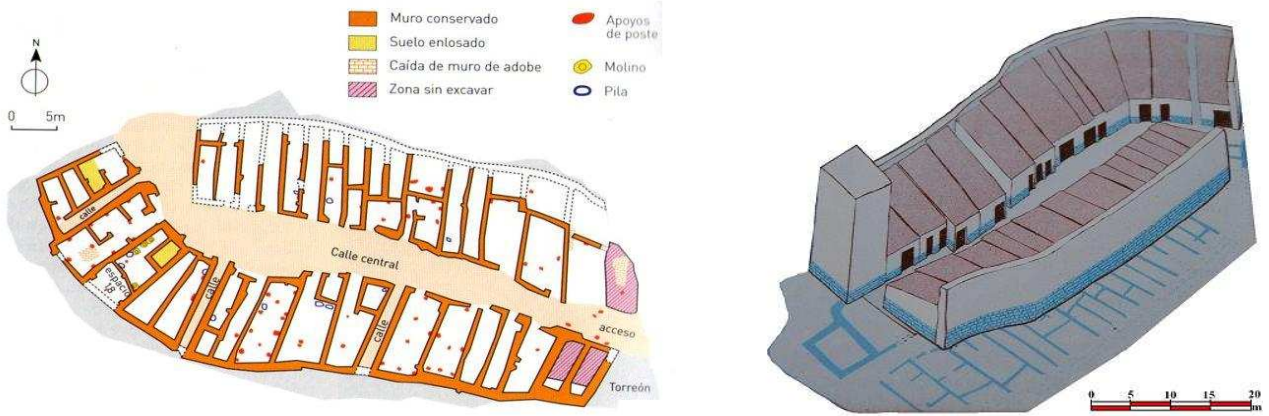 Muro conservado
Suelo enlosado
Caída de muro de adobe
Zona sin excavar
Apoyos
de poste
Molino
Pila
N
0 5m
calle
espacio
18
calle
Calle central
calle
acceso
Torreón
0 5 10 15 20
m